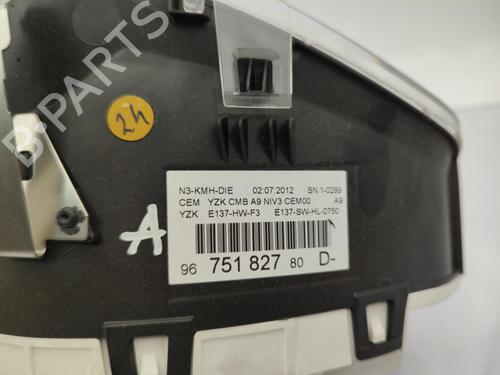 B-PARTS
24
N3-KMH-DIE 02:07:2012 SN 1-0299
CEM YZK CMB A9 NIV3 CEM00 A9
YZK E137-HW-F3 E137-SW-HL-0750
96 751 827 80 D-
A